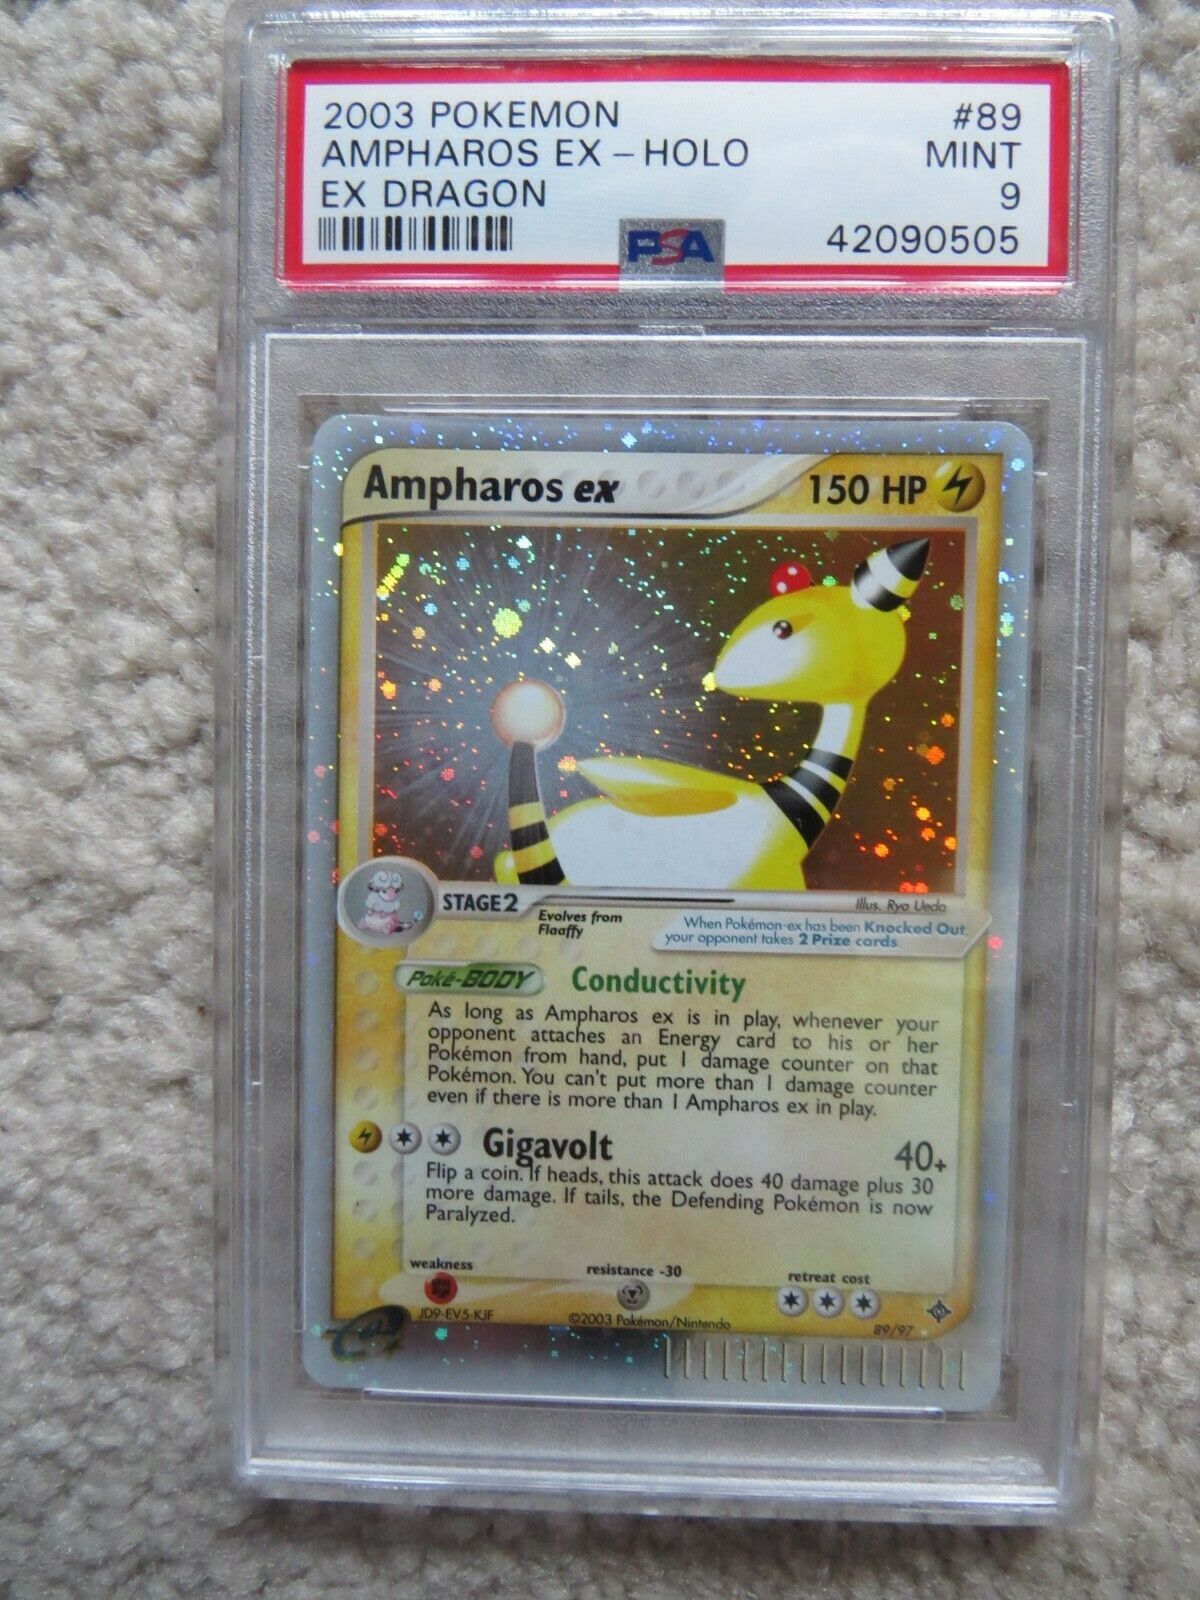 2003 POKEMON #89
AMPHAROS EX – HOLO MINT
EX DRAGON 9
PSA 42090505
Ampharos ex 150 HP
STAGE2
Evolves from
Flaaffy
Illus. Ryo Ueda
When Pokémon-ex has been Knocked Out,
your opponent takes 2 Prize cards.
Poké-BODY Conductivity
As long as Ampharos ex is in play, whenever your
opponent attaches an Energy card to his or her
Pokémon from hand, put 1 damage counter on that
Pokémon. You can't put more than 1 damage counter
even if there is more than 1 Ampharos ex in play.
Gigavolt 40+
Flip a coin. If heads, this attack does 40 damage plus 30
more damage. If tails, the Defending Pokémon is now
Paralyzed.
weakness resistance -30 retreat cost
JD9-EV5-KJF ©2003 Pokémon/Nintendo 89/97